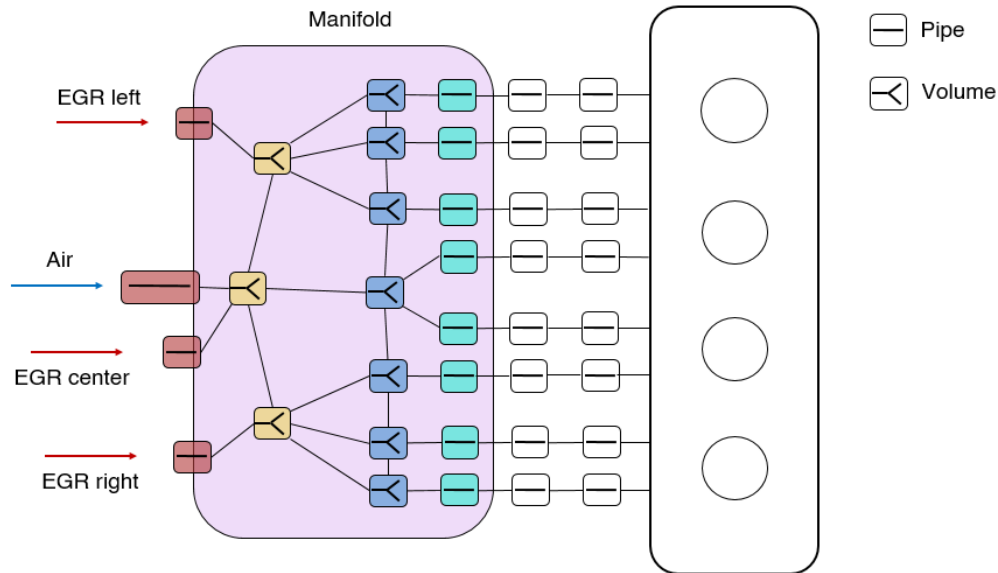 Manifold
Pipe
EGR left
Volume
Air
EGR center
EGR right